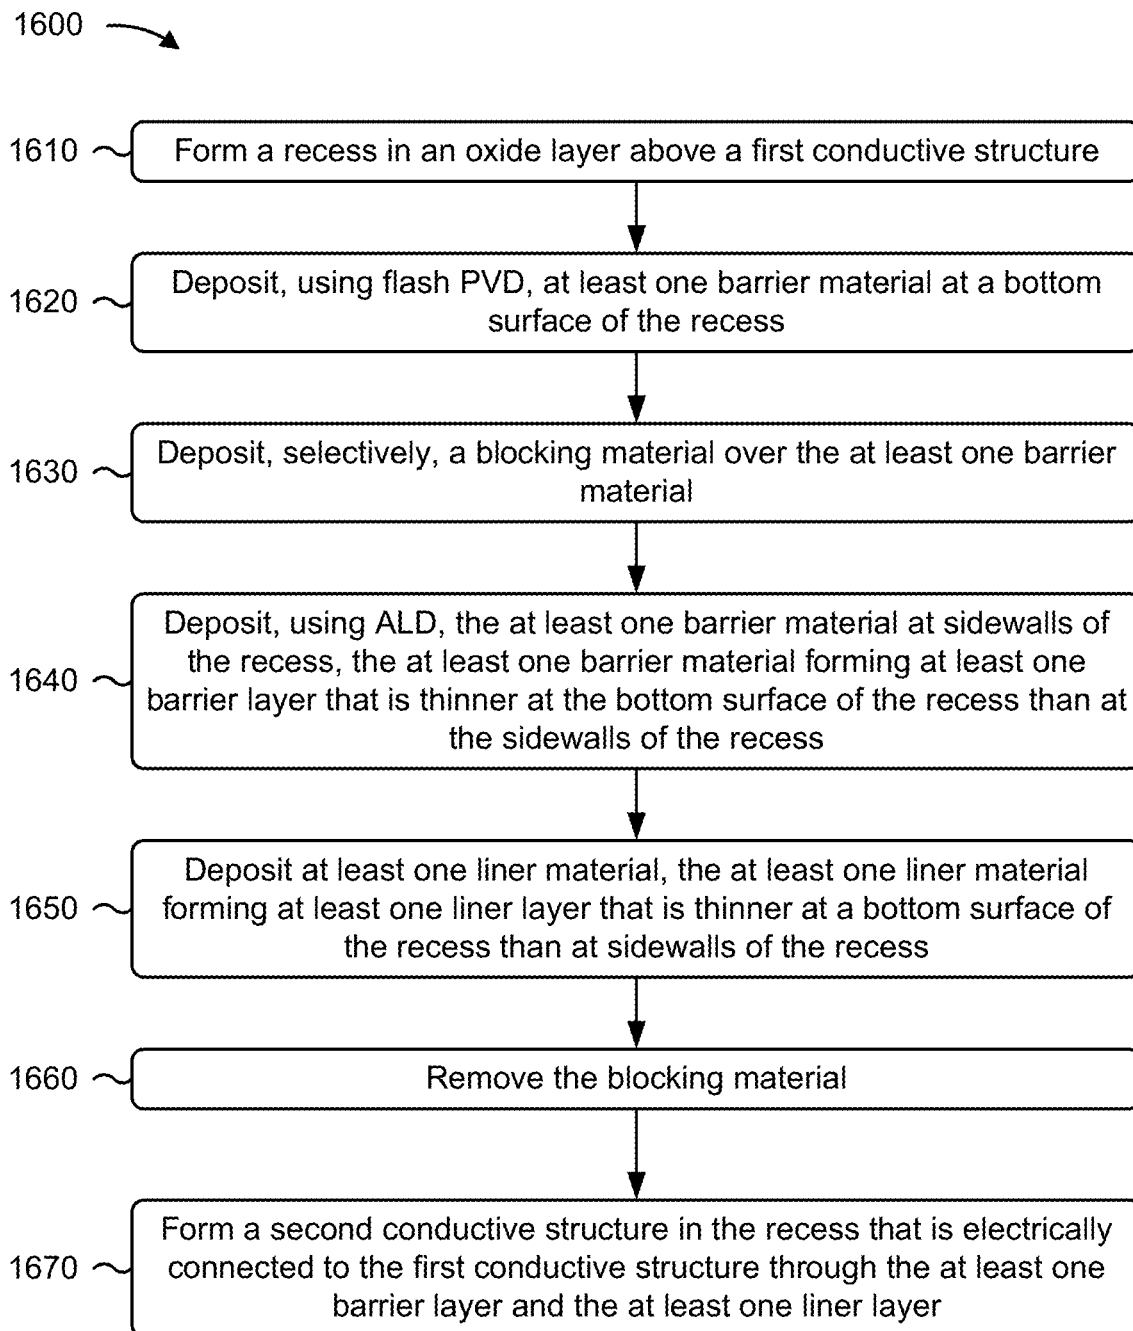 1600
1610
Form a recess in an oxide layer above a first conductive structure
1620
Deposit, using flash PVD, at least one barrier material at a bottom
surface of the recess
1630
Deposit, selectively, a blocking material over the at least one barrier
material
1640
Deposit, using ALD, the at least one barrier material at sidewalls of
the recess, the at least one barrier material forming at least one
barrier layer that is thinner at the bottom surface of the recess than at
the sidewalls of the recess
1650
Deposit at least one liner material, the at least one liner material
forming at least one liner layer that is thinner at a bottom surface of
the recess than at sidewalls of the recess
1660
Remove the blocking material
1670
Form a second conductive structure in the recess that is electrically
connected to the first conductive structure through the at least one
barrier layer and the at least one liner layer